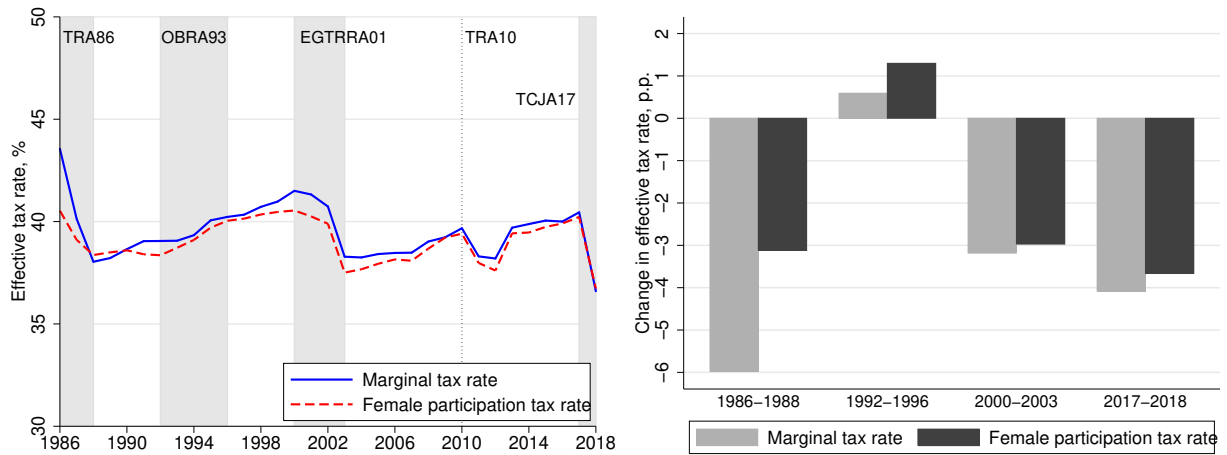 50
TRA86
OBRA93
EGTRRA01
TRA10
TCJA17
45
40
35
30
Effective tax rate, %
Marginal tax rate
Female participation tax rate
1986 1990 1994 1998 2002 2006 2010 2014 2018
2
1
0
−1
−2
−3
−4
−5
−6
Change in effective tax rate, p.p.
1986−1988 1992−1996 2000−2003 2017−2018
Marginal tax rate Female participation tax rate